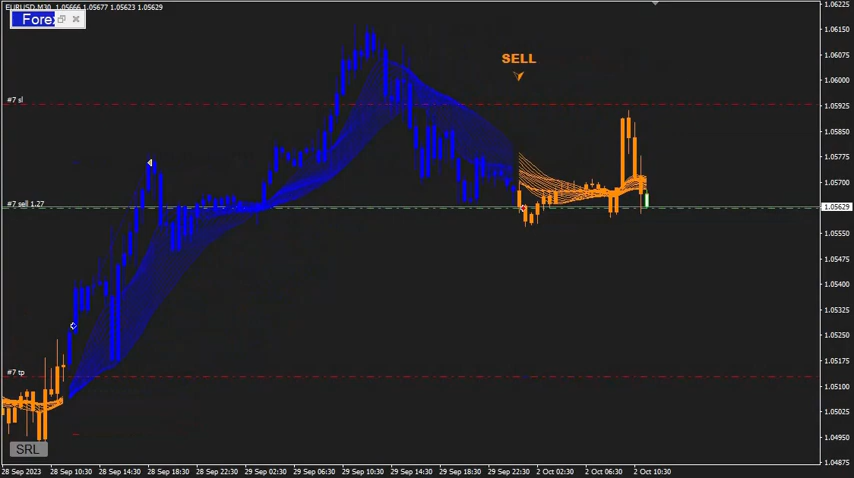 EURUSD,M30 1.05666 1.05677 1.05623 1.05629
Forex
SELL
#7 sl
#7 sell 1.27
#7 tp
SRL
1.06225
1.06150
1.06075
1.06000
1.05925
1.05850
1.05775
1.05700
1.05629
1.05550
1.05475
1.05400
1.05325
1.05250
1.05175
1.05100
1.05025
1.04950
1.04875
28 Sep 2023
28 Sep 10:30
28 Sep 14:30
28 Sep 18:30
28 Sep 22:30
29 Sep 02:30
29 Sep 06:30
29 Sep 10:30
29 Sep 14:30
29 Sep 18:30
29 Sep 22:30
2 Oct 02:30
2 Oct 06:30
2 Oct 10:30